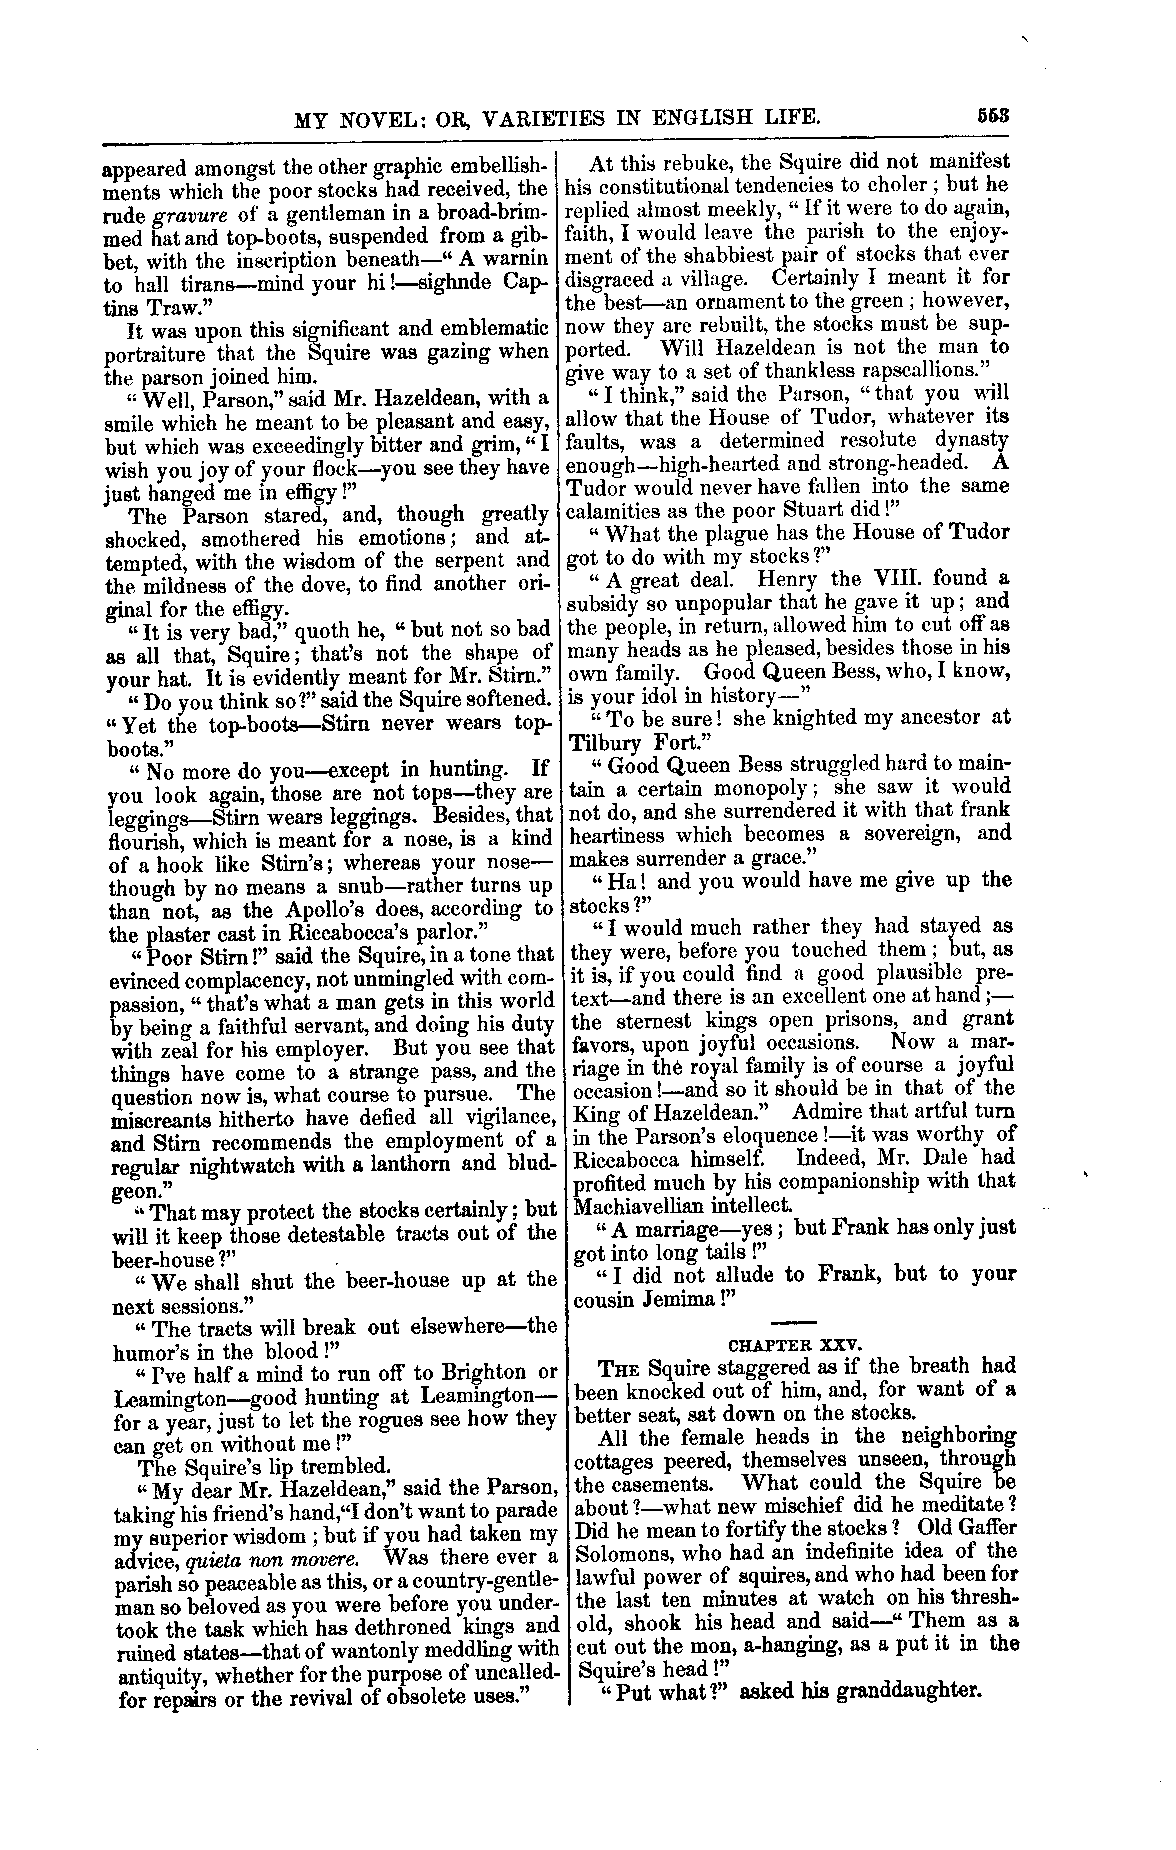 MY NOVEL: OR, VARIETIES IN ENGLISH LIFE. 553
appeared amongst the other graphic embellish-
ments which the poor stocks had received, the
rude gravure of a gentleman in a broad-brim-
med hat and top-boots, suspended from a gib-
bet, with the inscription beneath—“ A warnin
to hall tirans—mind your hi!—sighnde Cap-
tins Traw.”
It was upon this significant and emblematic
portraiture that the Squire was gazing when
the parson joined him.
“ Well, Parson,” said Mr. Hazeldean, with a
smile which he meant to be pleasant and easy,
but which was exceedingly bitter and grim, “ I
wish you joy of your flock—you see they have
just hanged me in effigy!”
The Parson stared, and, though greatly
shocked, smothered his emotions; and at-
tempted, with the wisdom of the serpent and
the mildness of the dove, to find another ori-
ginal for the effigy.
“ It is very bad,” quoth he, “ but not so bad
as all that, Squire; that's not the shape of
your hat. It is evidently meant for Mr. Stirn.”
“ Do you think so?” said the Squire softened.
“ Yet the top-boots—Stirn never wears top-
boots.”
“ No more do you—except in hunting. If
you look again, those are not tops—they are
leggings—Stirn wears leggings. Besides, that
flourish, which is meant for a nose, is a kind
of a hook like Stirn's; whereas your nose—
though by no means a snub—rather turns up
than not, as the Apollo's does, according to
the plaster cast in Riccabocca's parlor.”
“ Poor Stirn!” said the Squire, in a tone that
evinced complacency, not unmingled with com-
passion, “ that's what a man gets in this world
by being a faithful servant, and doing his duty
with zeal for his employer. But you see that
things have come to a strange pass, and the
question now is, what course to pursue. The
miscreants hitherto have defied all vigilance,
and Stirn recommends the employment of a
regular nightwatch with a lanthorn and blud-
geon.”
“ That may protect the stocks certainly; but
will it keep those detestable tracts out of the
beer-house?”
“ We shall shut the beer-house up at the
next sessions.”
“ The tracts will break out elsewhere—the
humor's in the blood!”
“ I've half a mind to run off to Brighton or
Leamington—good hunting at Leamington—
for a year, just to let the rogues see how they
can get on without me!”
The Squire's lip trembled.
“ My dear Mr. Hazeldean,” said the Parson,
taking his friend's hand,“I don't want to parade
my superior wisdom ; but if you had taken my
advice, quieta non movere. Was there ever a
parish so peaceable as this, or a country-gentle-
man so beloved as you were before you under-
took the task which has dethroned kings and
ruined states—that of wantonly meddling with
antiquity, whether for the purpose of uncalled-
for repairs or the revival of obsolete uses.”
At this rebuke, the Squire did not manifest
his constitutional tendencies to choler ; but he
replied almost meekly, “ If it were to do again,
faith, I would leave the parish to the enjoy-
ment of the shabbiest pair of stocks that ever
disgraced a village. Certainly I meant it for
the best—an ornament to the green ; however,
now they are rebuilt, the stocks must be sup-
ported. Will Hazeldean is not the man to
give way to a set of thankless rapscallions.”
“ I think,” said the Parson, “ that you will
allow that the House of Tudor, whatever its
faults, was a determined resolute dynasty
enough—high-hearted and strong-headed. A
Tudor would never have fallen into the same
calamities as the poor Stuart did!”
“ What the plague has the House of Tudor
got to do with my stocks?”
“ A great deal. Henry the VIII. found a
subsidy so unpopular that he gave it up; and
the people, in return, allowed him to cut off as
many heads as he pleased, besides those in his
own family. Good Queen Bess, who, I know,
is your idol in history—”
“ To be sure! she knighted my ancestor at
Tilbury Fort.”
“ Good Queen Bess struggled hard to main-
tain a certain monopoly; she saw it would
not do, and she surrendered it with that frank
heartiness which becomes a sovereign, and
makes surrender a grace.”
“ Ha! and you would have me give up the
stocks?”
“ I would much rather they had stayed as
they were, before you touched them ; but, as
it is, if you could find a good plausible pre-
text—and there is an excellent one at hand ;—
the sternest kings open prisons, and grant
favors, upon joyful occasions. Now a mar-
riage in the royal family is of course a joyful
occasion!—and so it should be in that of the
King of Hazeldean.” Admire that artful turn
in the Parson's eloquence!—it was worthy of
Riccabocca himself. Indeed, Mr. Dale had
profited much by his companionship with that
Machiavellian intellect.
“ A marriage—yes ; but Frank has only just
got into long tails!”
“ I did not allude to Frank, but to your
cousin Jemima!”
CHAPTER XXV.
THE Squire staggered as if the breath had
been knocked out of him, and, for want of a
better seat, sat down on the stocks.
All the female heads in the neighboring
cottages peered, themselves unseen, through
the casements. What could the Squire be
about?—what new mischief did he meditate?
Did he mean to fortify the stocks? Old Gaffer
Solomons, who had an indefinite idea of the
lawful power of squires, and who had been for
the last ten minutes at watch on his thresh-
old, shook his head and said—“ Them as a
cut out the mon, a-hanging, as a put it in the
Squire's head!”
“ Put what?” asked his granddaughter.